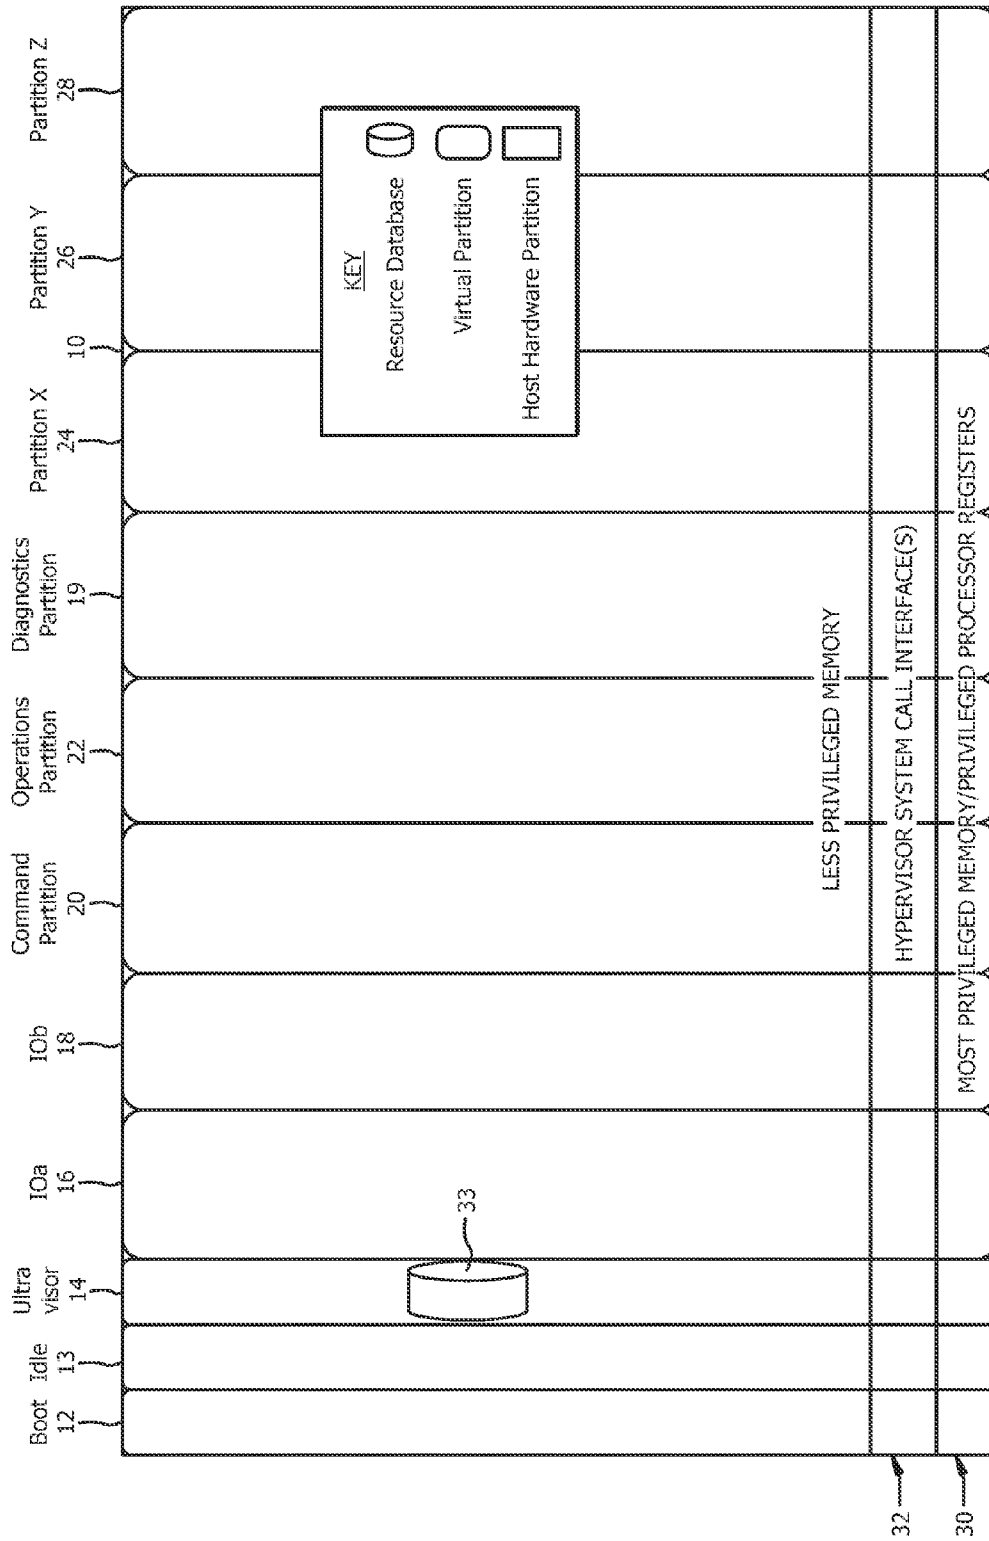 Boot
12
Idle
13
Ultra
visor
14
IOa
16
IOb
18
Command
Partition
20
Operations
Partition
22
Diagnostics
Partition
19
Partition X
24
10
Partition Y
26
Partition Z
28
33
KEY
Resource Database
Virtual Partition
Host Hardware Partition
LESS PRIVILEGED MEMORY
32
HYPERVISOR SYSTEM CALL INTERFACE(S)
30
MOST PRIVILEGED MEMORY/PRIVILEGED PROCESSOR REGISTERS